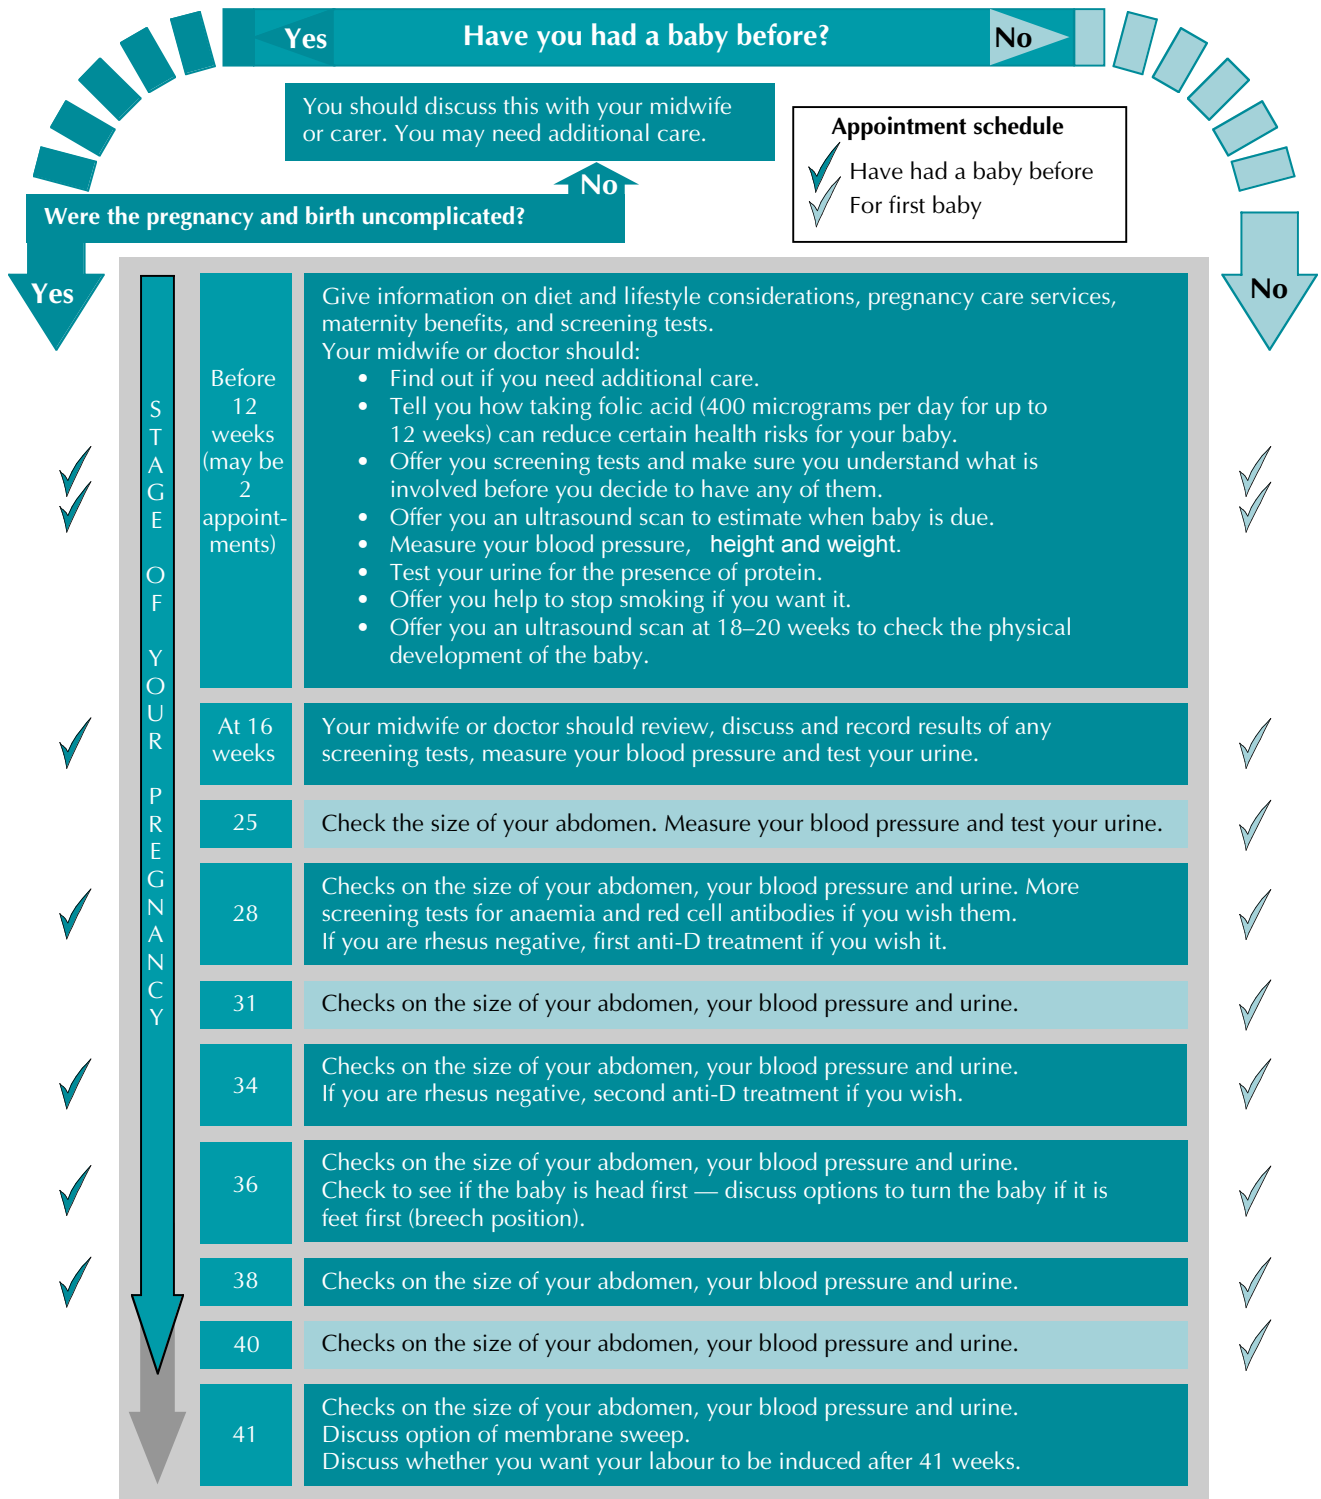 Yes
Have you had a baby before?
No
You should discuss this with your midwife
or carer. You may need additional care.
Appointment schedule
Have had a baby before
For first baby
No
Were the pregnancy and birth uncomplicated?
Yes
No
STAGE OF YOUR PREGNANCY
Before
12
weeks
(may be
2
appoint-
ments)
Give information on diet and lifestyle considerations, pregnancy care services,
maternity benefits, and screening tests.
Your midwife or doctor should:
• Find out if you need additional care.
• Tell you how taking folic acid (400 micrograms per day for up to
12 weeks) can reduce certain health risks for your baby.
• Offer you screening tests and make sure you understand what is
involved before you decide to have any of them.
• Offer you an ultrasound scan to estimate when baby is due.
• Measure your blood pressure, height and weight.
• Test your urine for the presence of protein.
• Offer you help to stop smoking if you want it.
• Offer you an ultrasound scan at 18–20 weeks to check the physical
development of the baby.
At 16
weeks
Your midwife or doctor should review, discuss and record results of any
screening tests, measure your blood pressure and test your urine.
25
Check the size of your abdomen. Measure your blood pressure and test your urine.
28
Checks on the size of your abdomen, your blood pressure and urine. More
screening tests for anaemia and red cell antibodies if you wish them.
If you are rhesus negative, first anti-D treatment if you wish it.
31
Checks on the size of your abdomen, your blood pressure and urine.
34
Checks on the size of your abdomen, your blood pressure and urine.
If you are rhesus negative, second anti-D treatment if you wish.
36
Checks on the size of your abdomen, your blood pressure and urine.
Check to see if the baby is head first — discuss options to turn the baby if it is
feet first (breech position).
38
Checks on the size of your abdomen, your blood pressure and urine.
40
Checks on the size of your abdomen, your blood pressure and urine.
41
Checks on the size of your abdomen, your blood pressure and urine.
Discuss option of membrane sweep.
Discuss whether you want your labour to be induced after 41 weeks.